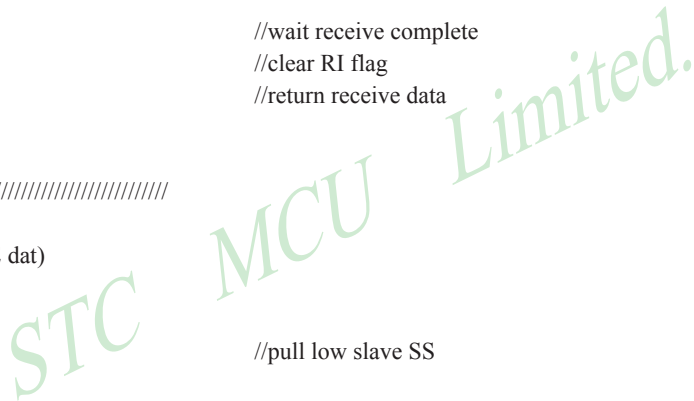 //wait receive complete
//clear RI flag
//return receive data
/////////////////////////
dat)
//pull low slave SS
STC MCU Limited.